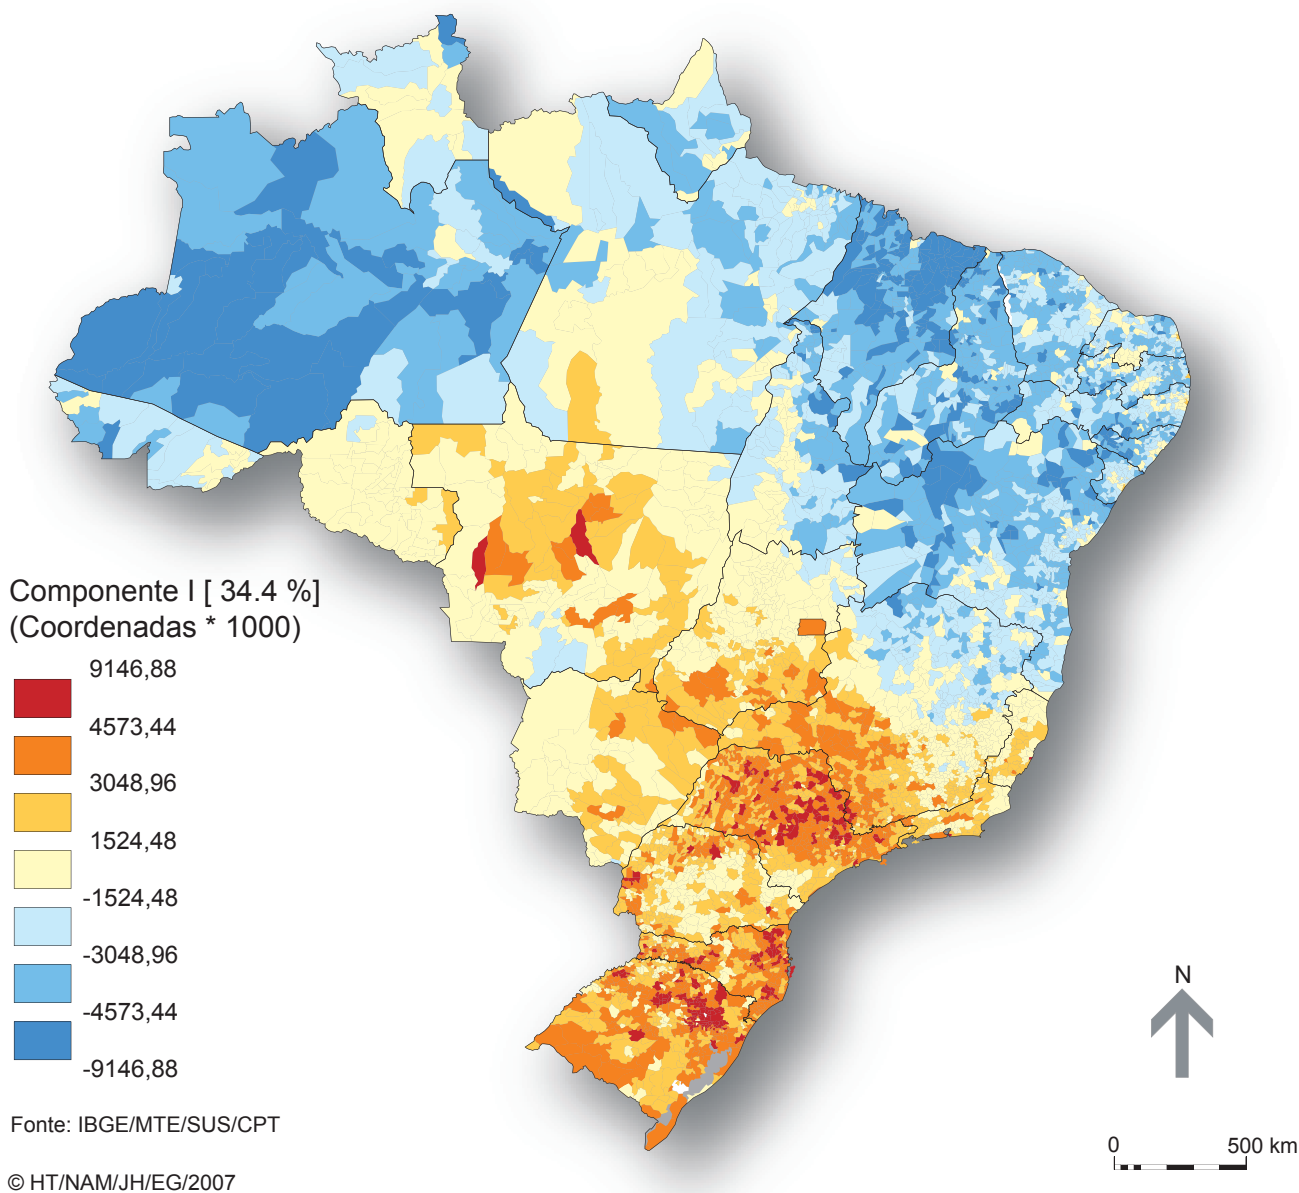 Componente I [ 34.4 %]
(Coordenadas * 1000)
9146,88
4573,44
3048,96
1524,48
-1524,48
-3048,96
-4573,44
-9146,88
Fonte: IBGE/MTE/SUS/CPT
© HT/NAM/JH/EG/2007
N
0 500 km